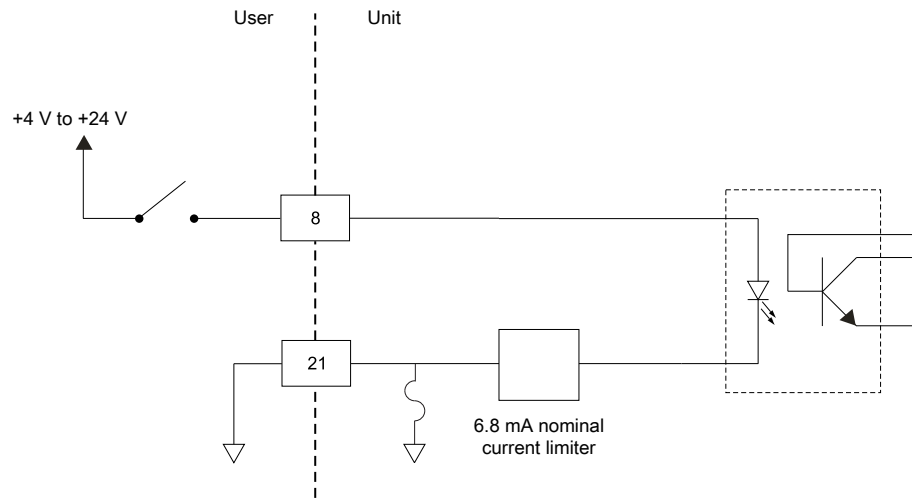 User
Unit
+4 V to +24 V
8
21
6.8 mA nominal
current limiter